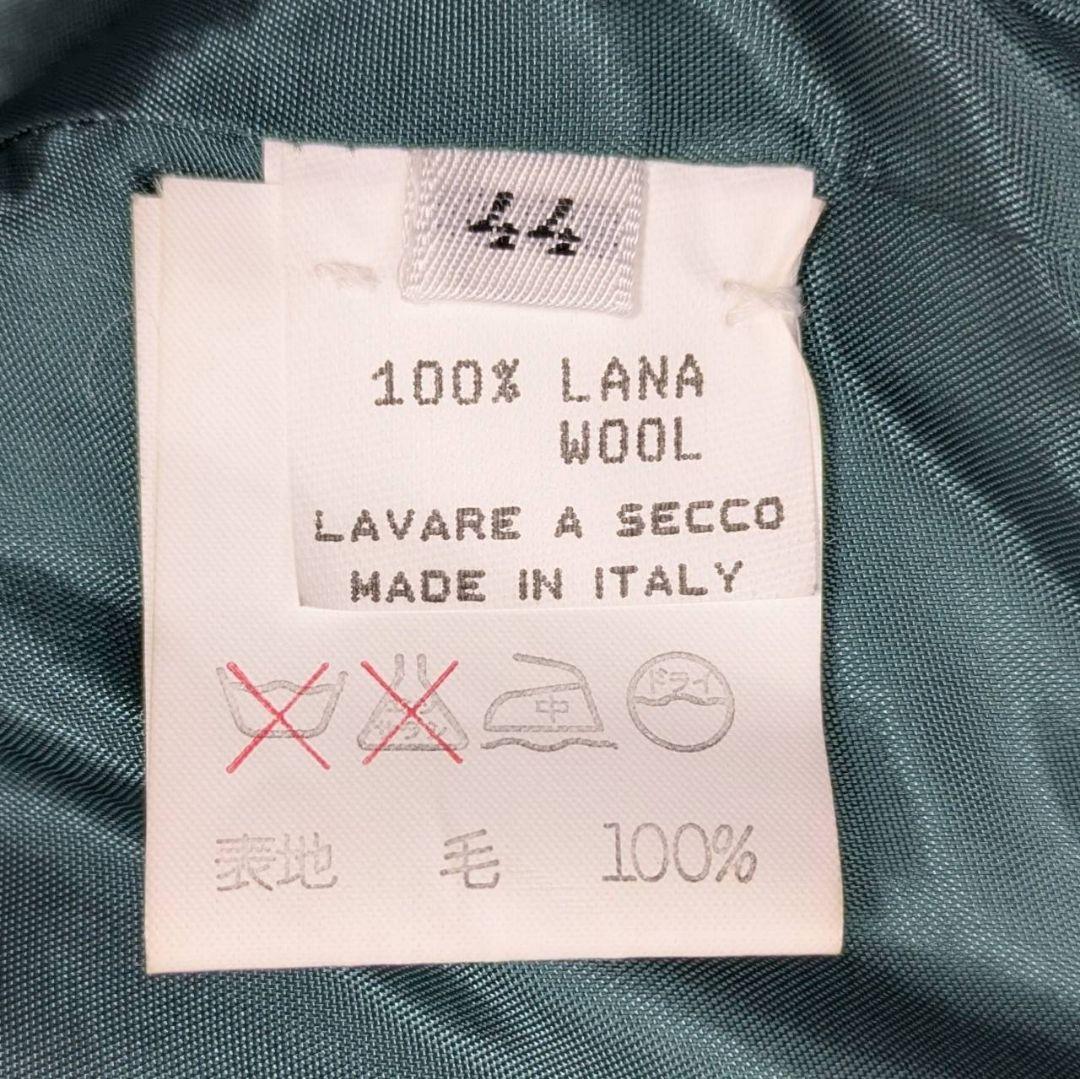 44
100% LANA
WOOL
LAVARE A SECCO
MADE IN ITALY
中 ドライ
表地 毛 100%